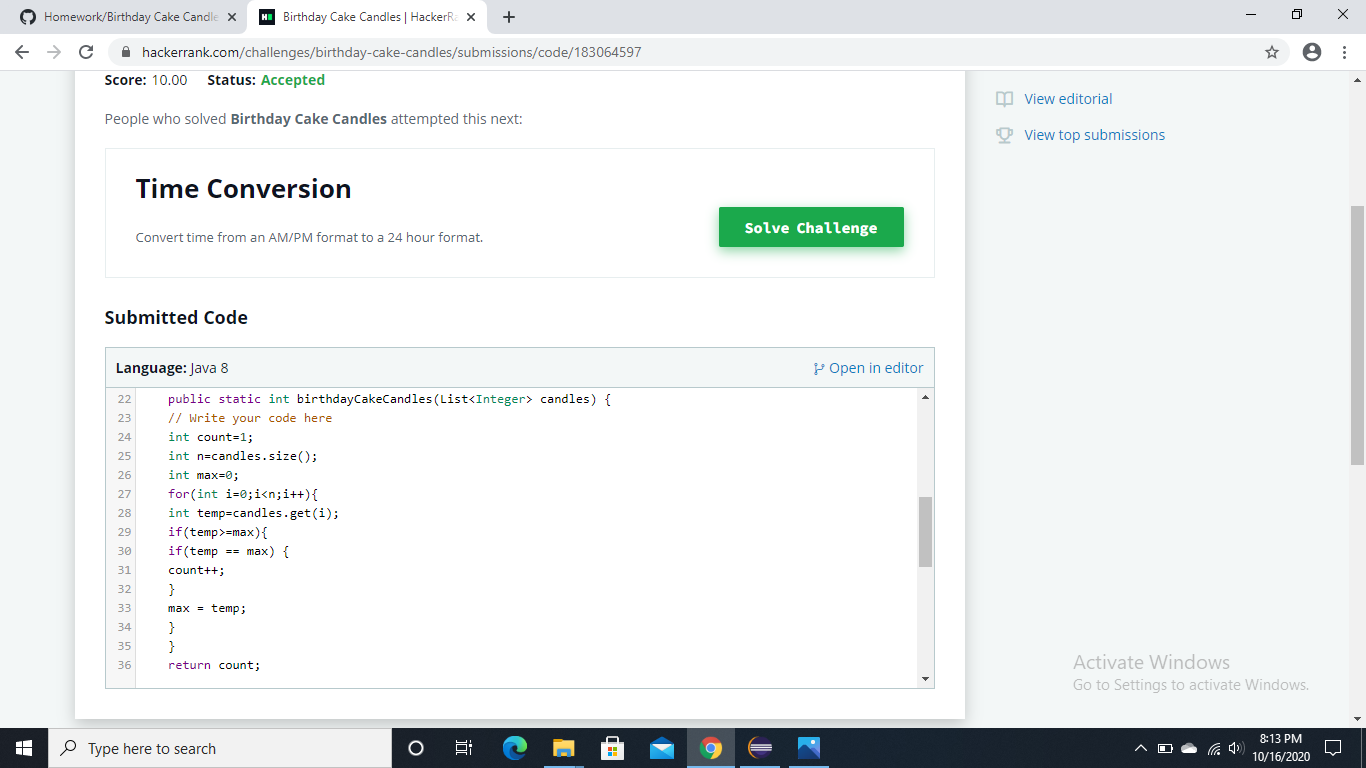 Homework/Birthday Cake Candle
Birthday Cake Candles | HackerRa
hackerrank.com/challenges/birthday-cake-candles/submissions/code/183064597
Score: 10.00 Status: Accepted
People who solved Birthday Cake Candles attempted this next:
Time Conversion
Convert time from an AM/PM format to a 24 hour format.
Solve Challenge
View editorial
View top submissions
Submitted Code
Language: Java 8
Open in editor
22 public static int birthdayCakeCandles(List<Integer> candles) {
23 // Write your code here
24 int count=1;
25 int n=candles.size();
26 int max=0;
27 for(int i=0;i<n;i++){
28 int temp=candles.get(i);
29 if(temp>=max){
30 if(temp == max) {
31 count++;
32 }
33 max = temp;
34 }
35 }
36 return count;
Activate Windows
Go to Settings to activate Windows.
Type here to search
8:13 PM
10/16/2020